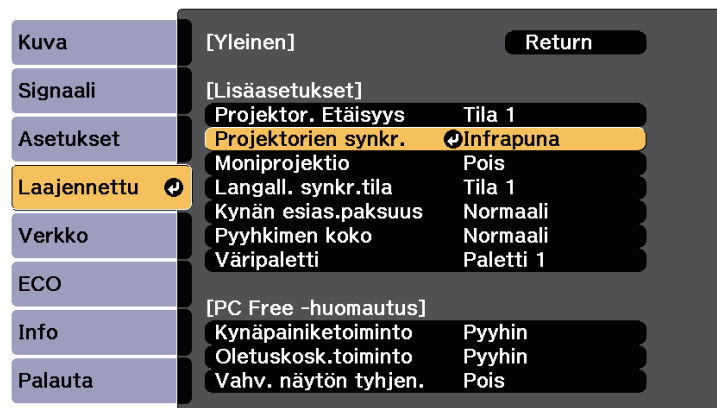 Kuva
Signaali
Asetukset
Laajennettu
Verkko
ECO
Info
Palauta
[Yleinen] Return
[Lisäasetukset]
Projektor. Etäisyys Tila 1
Projektorien synkr. Infrapuna
Moniprojektio Pois
Langall. synkr.tila Tila 1
Kynän esias.paksuus Normaali
Pyyhkimen koko Normaali
Väripaletti Paletti 1
[PC Free -huomautus]
Kynäpainiketoiminto Pyyhin
Oletuskosk.toiminto Pyyhin
Vahv. näytön tyhjen. Pois